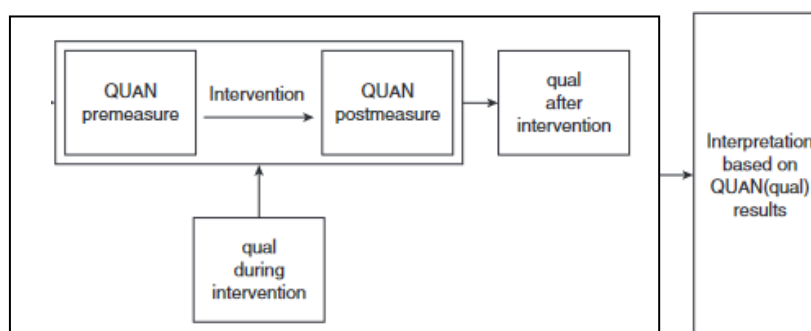 QUAN
premeasure
Intervention
QUAN
postmeasure
qual
after
intervention
qual
during
intervention
Interpretation
based on
QUAN(qual)
results